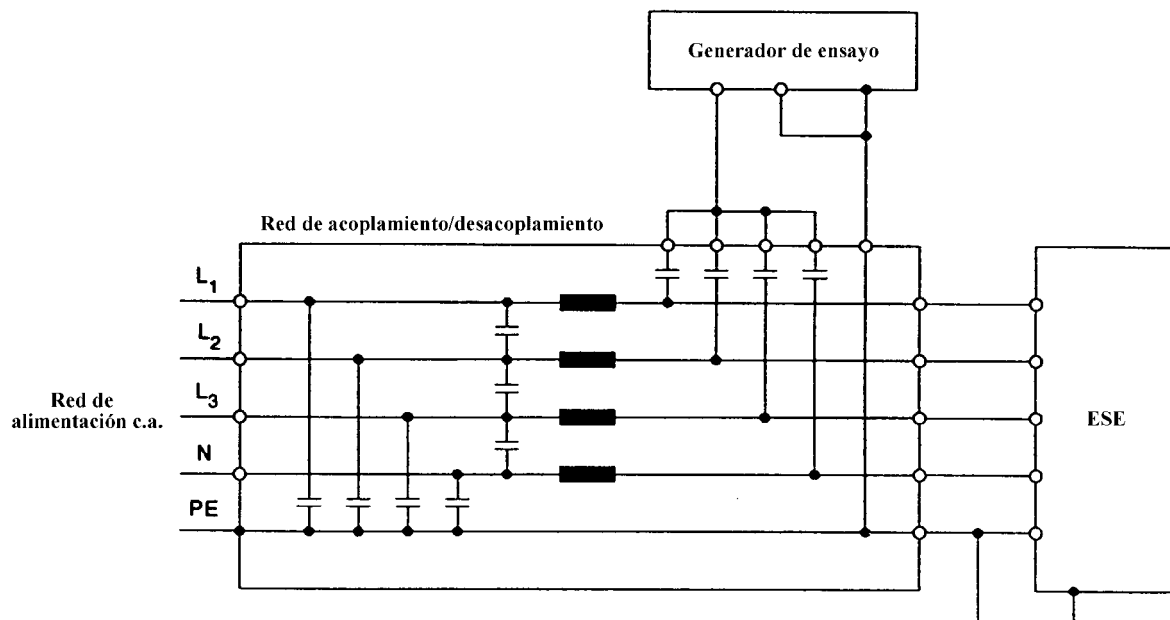 Generador de ensayo
Red de acoplamiento/desacoplamiento
L1
L2
L3
N
PE
Red de
alimentación c.a.
ESE